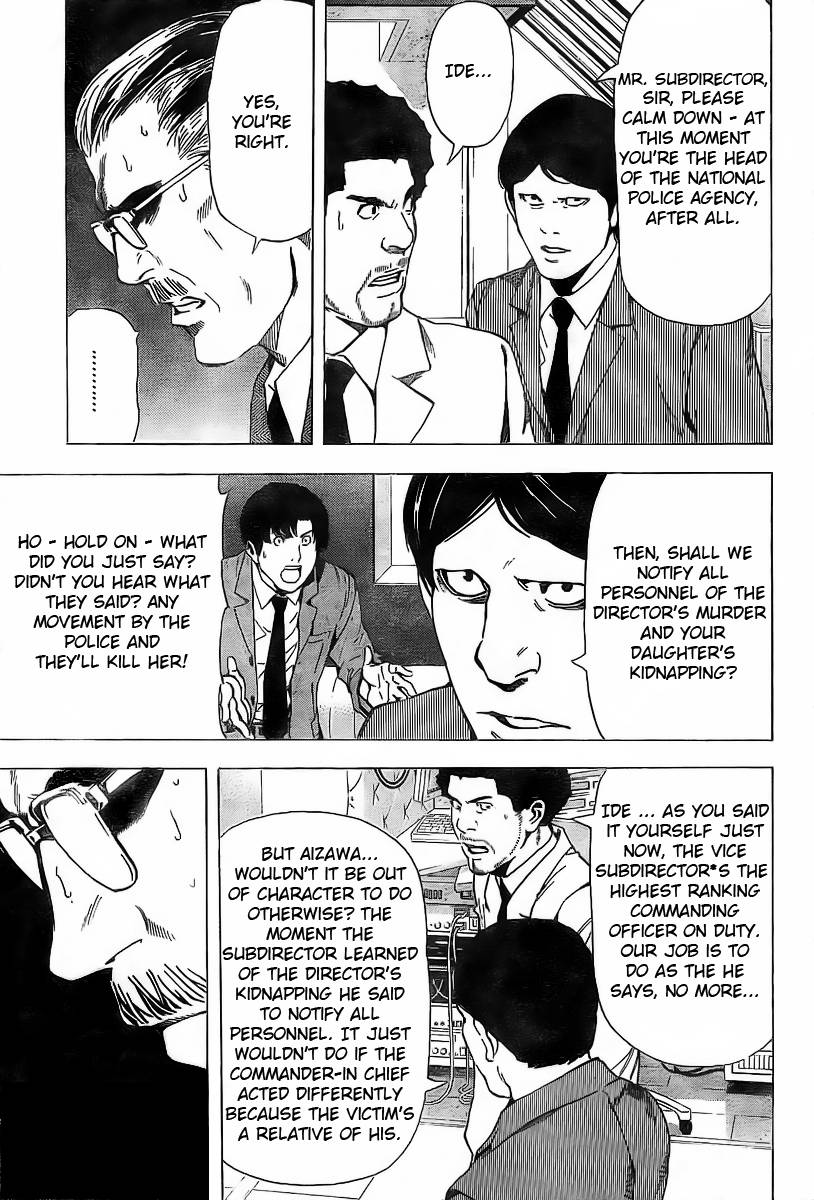 MR. SUBDIRECTOR,
SIR, PLEASE
CALM DOWN - AT
THIS MOMENT
YOU'RE THE HEAD
OF THE NATIONAL
POLICE AGENCY,
AFTER ALL.
IDE...
YES,
YOU'RE
RIGHT.
.........
THEN, SHALL WE
NOTIFY ALL
PERSONNEL OF THE
DIRECTOR'S MURDER
AND YOUR
DAUGHTER'S
KIDNAPPING?
HO - HOLD ON - WHAT
DID YOU JUST SAY?
DIDN'T YOU HEAR WHAT
THEY SAID? ANY
MOVEMENT BY THE
POLICE AND
THEY'LL KILL HER!
IDE ... AS YOU SAID
IT YOURSELF JUST
NOW, THE VICE
SUBDIRECTOR*S THE
HIGHEST RANKING
COMMANDING
OFFICER ON DUTY.
OUR JOB IS TO
DO AS THE HE
SAYS, NO MORE...
BUT AIZAWA...
WOULDN'T IT BE OUT
OF CHARACTER TO DO
OTHERWISE? THE
MOMENT THE
SUBDIRECTOR LEARNED
OF THE DIRECTOR'S
KIDNAPPING HE SAID
TO NOTIFY ALL
PERSONNEL. IT JUST
WOULDN'T DO IF THE
COMMANDER-IN CHIEF
ACTED DIFFERENTLY
BECAUSE THE VICTIM'S
A RELATIVE OF HIS.